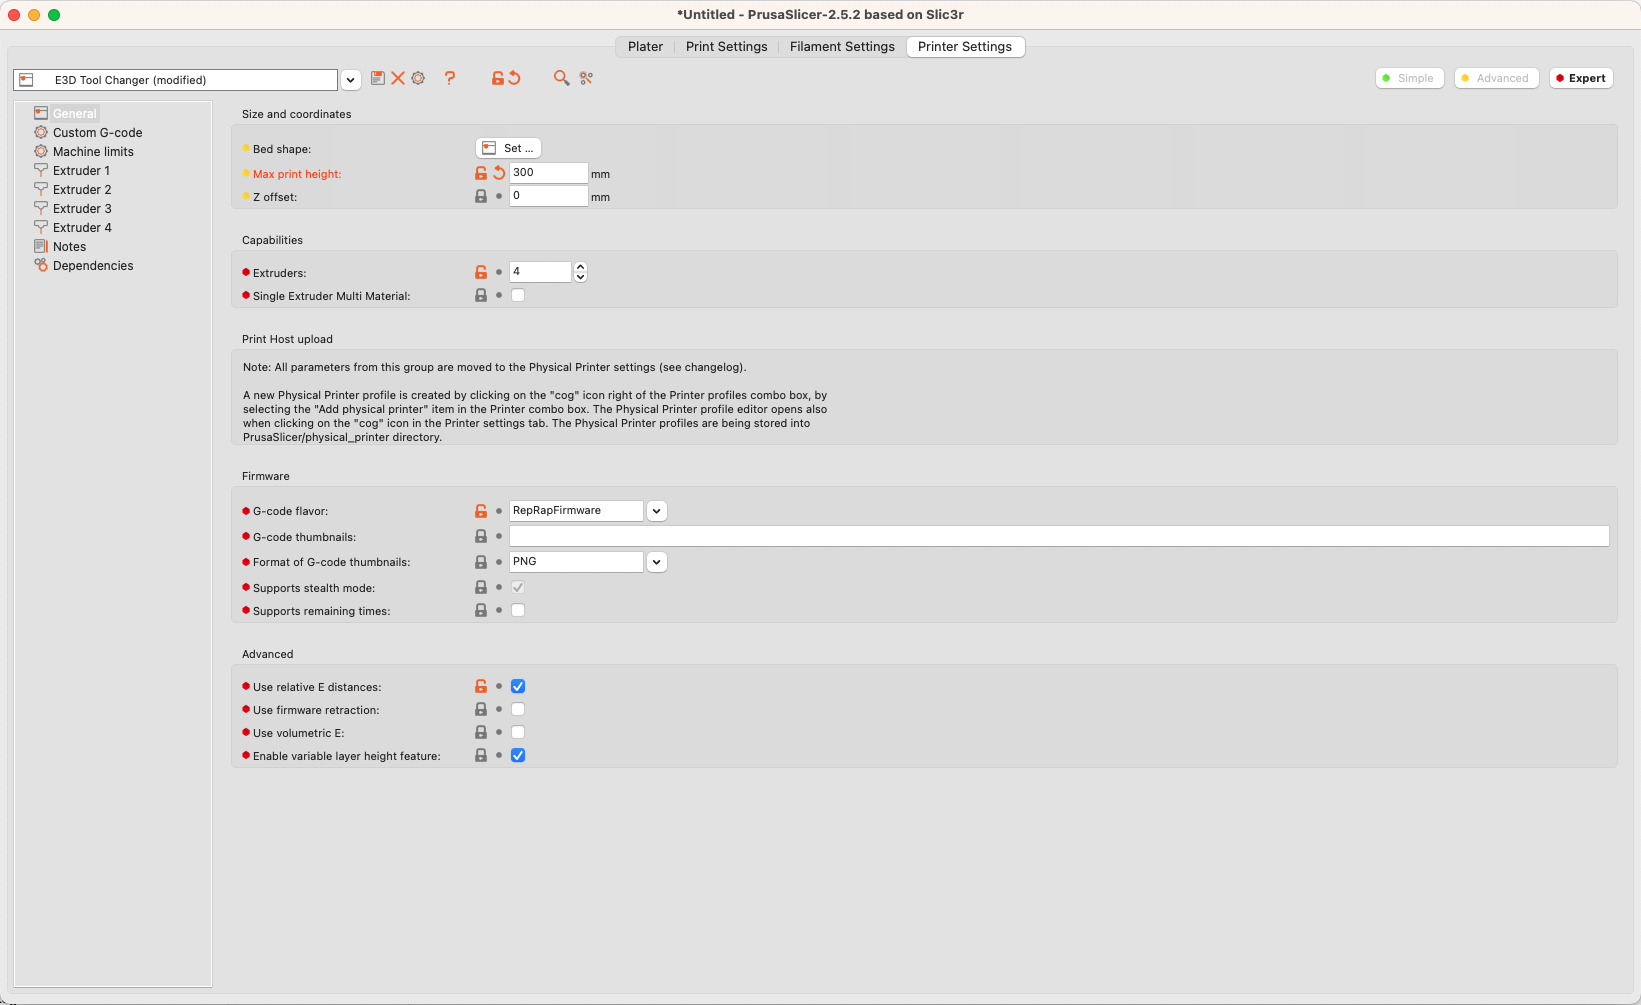 *Untitled - PrusaSlicer-2.5.2 based on Slic3r
Plater Print Settings Filament Settings Printer Settings
E3D Tool Changer (modified) Simple Advanced Expert
General
Custom G-code
Machine limits
Extruder 1
Extruder 2
Extruder 3
Extruder 4
Notes
Dependencies
Size and coordinates
Bed shape: Set ...
Max print height: 300 mm
Z offset: 0 mm
Capabilities
Extruders: 4
Single Extruder Multi Material:
Print Host upload
Note: All parameters from this group are moved to the Physical Printer settings (see changelog).
A new Physical Printer profile is created by clicking on the "cog" icon right of the Printer profiles combo box, by
selecting the "Add physical printer" item in the Printer combo box. The Physical Printer profile editor opens also
when clicking on the "cog" icon in the Printer settings tab. The Physical Printer profiles are being stored into
PrusaSlicer/physical_printer directory.
Firmware
G-code flavor: RepRapFirmware
G-code thumbnails:
Format of G-code thumbnails: PNG
Supports stealth mode:
Supports remaining times:
Advanced
Use relative E distances:
Use firmware retraction:
Use volumetric E:
Enable variable layer height feature: